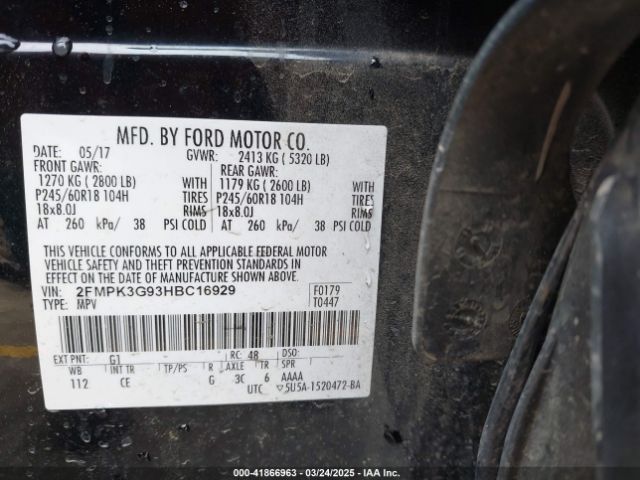 MFD. BY FORD MOTOR CO.
DATE: 05/17 GVWR: 2413 KG ( 5320 LB)
FRONT GAWR: REAR GAWR:
1270 KG ( 2800 LB) WITH 1179 KG ( 2600 LB) WITH
P245/60R18 104H TIRES P245/60R18 104H TIRES
18x8.0J RIMS 18x8.0J RIMS
AT 260 kPa/ 38 PSI COLD AT 260 kPa/ 38 PSI COLD
THIS VEHICLE CONFORMS TO ALL APPLICABLE FEDERAL MOTOR
VEHICLE SAFETY AND THEFT PREVENTION STANDARDS IN
EFFECT ON THE DATE OF MANUFACTURE SHOWN ABOVE.
VIN: 2FMPK3G93HBC16929 F0179
TYPE: MPV T0447
EXT PNT: G1 RC: 48 DSO:
WB INT TR TP/PS R AXLE TR SPR
112 CE G 3C 6 AAAA
UTC ▽5U5A-1520472-BA
000-41866963 — 03/24/2025 — IAA Inc.